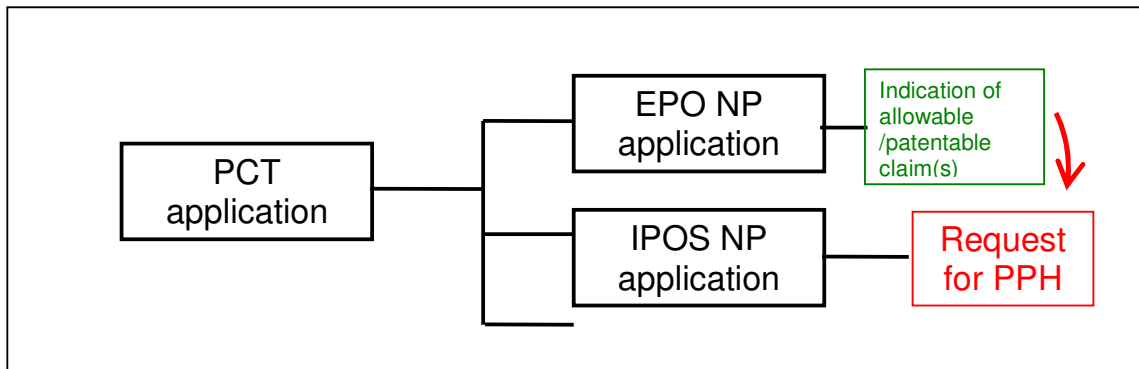 PCT
application
EPO NP
application
Indication of
allowable
/patentable
claim(s)
IPOS NP
application
Request
for PPH